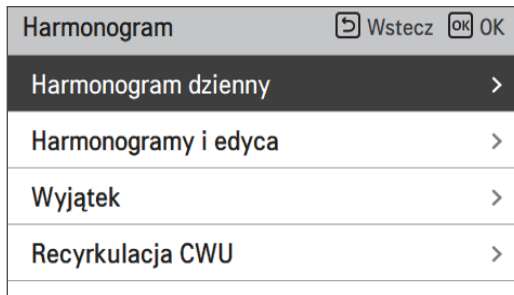 Harmonogram Wstecz OK OK
Harmonogram dzienny
Harmonogramy i edyca
Wyjątek
Recyrkulacja CWU